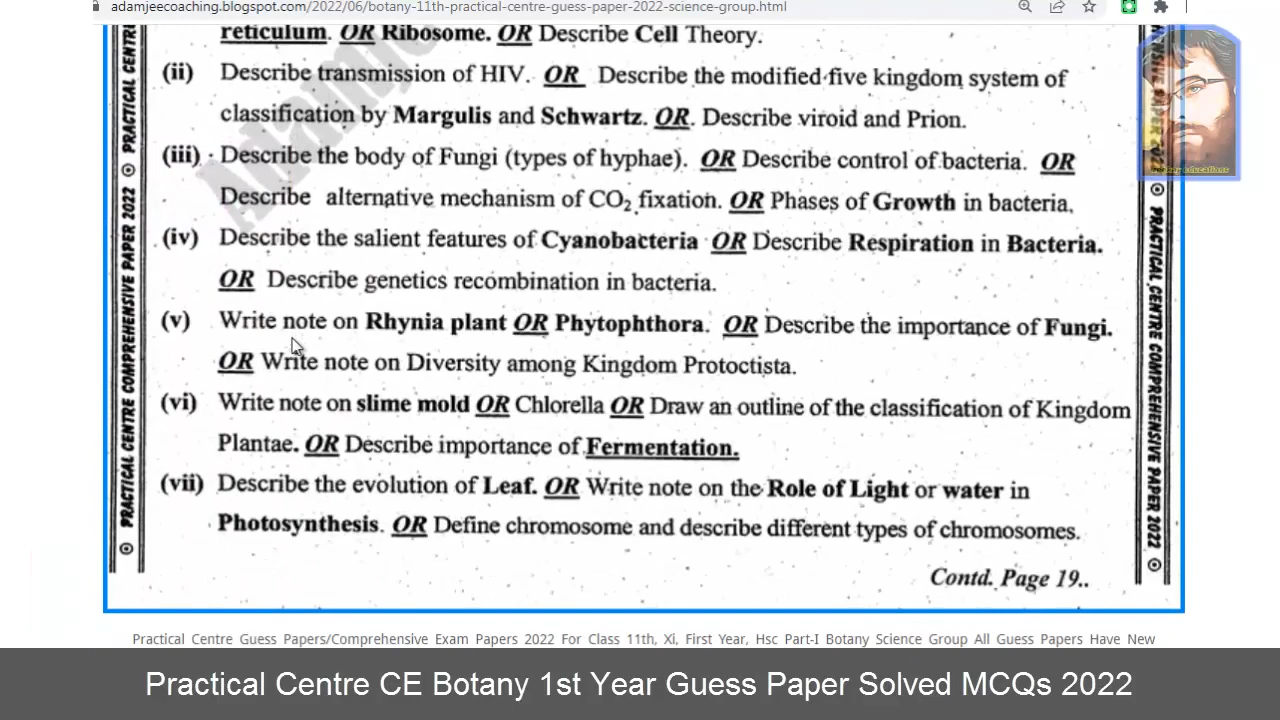 adamjeecoaching.blogspot.com/2022/06/botany-11th-practical-centre-guess-paper-2022-science-group.html
reticulum. OR Ribosome. OR Describe Cell Theory.
(ii) Describe transmission of HIV. OR Describe the modified five kingdom system of
classification by Margulis and Schwartz. OR. Describe viroid and Prion.
(iii) Describe the body of Fungi (types of hyphae). OR Describe control of bacteria. OR
Describe alternative mechanism of CO₂ fixation. OR Phases of Growth in bacteria.
(iv) Describe the salient features of Cyanobacteria OR Describe Respiration in Bacteria.
OR Describe genetics recombination in bacteria.
(v) Write note on Rhynia plant OR Phytophthora. OR Describe the importance of Fungi.
OR Write note on Diversity among Kingdom Protoctista.
(vi) Write note on slime mold OR Chlorella OR Draw an outline of the classification of Kingdom
Plantae. OR Describe importance of Fermentation.
(vii) Describe the evolution of Leaf. OR Write note on the Role of Light or water in
Photosynthesis. OR Define chromosome and describe different types of chromosomes.
Contd. Page 19..
PRACTICAL CENTRE COMPREHENSIVE PAPER 2022
PRACTICAL
PRACTICAL CENTRE COMPREHENSIVE PAPER 2022
Practical Centre Guess Papers/Comprehensive Exam Papers 2022 For Class 11th, Xi, First Year, Hsc Part-I Botany Science Group All Guess Papers Have New
Practical Centre CE Botany 1st Year Guess Paper Solved MCQs 2022